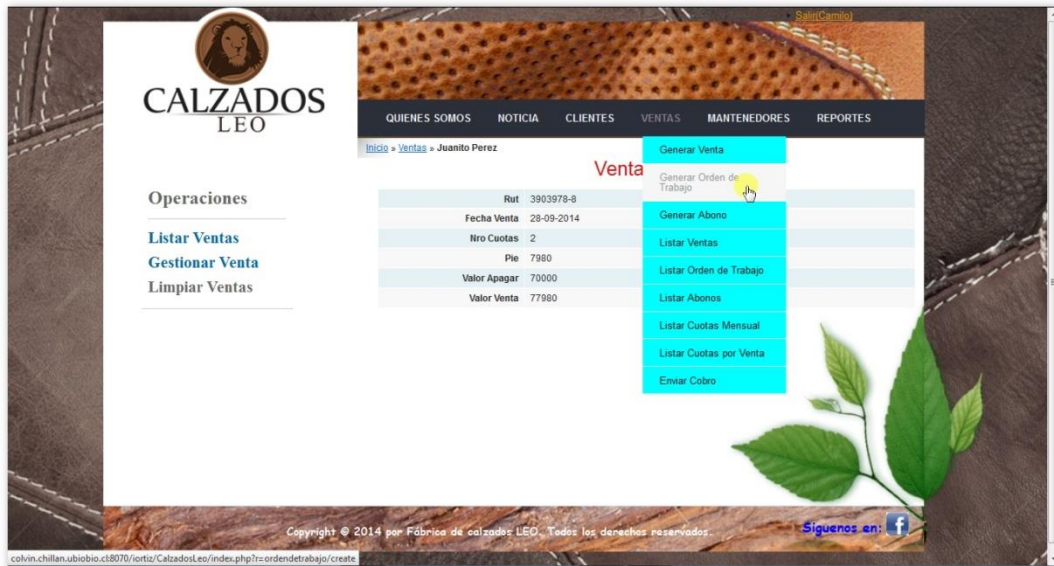 Salir(Camilo)
CALZADOS
LEO
QUIENES SOMOS NOTICIA CLIENTES VENTAS MANTENEDORES REPORTES
Inicio » Ventas » Juanito Perez
Venta
Operaciones
Listar Ventas
Gestionar Venta
Limpiar Ventas
Rut 3903978-8
Fecha Venta 28-09-2014
Nro Cuotas 2
Pie 7980
Valor Apagar 70000
Valor Venta 77980
Generar Venta
Generar Orden de
Trabajo
Generar Abono
Listar Ventas
Listar Orden de Trabajo
Listar Abonos
Listar Cuotas Mensual
Listar Cuotas por Venta
Enviar Cobro
Copyright © 2014 por Fábrica de calzados LEO. Todos los derechos reservados.
Siguenos en:
colvin.chillan.ubiobio.cl:8070/iortiz/CalzadosLeo/index.php?r=ordendetrabajo/create